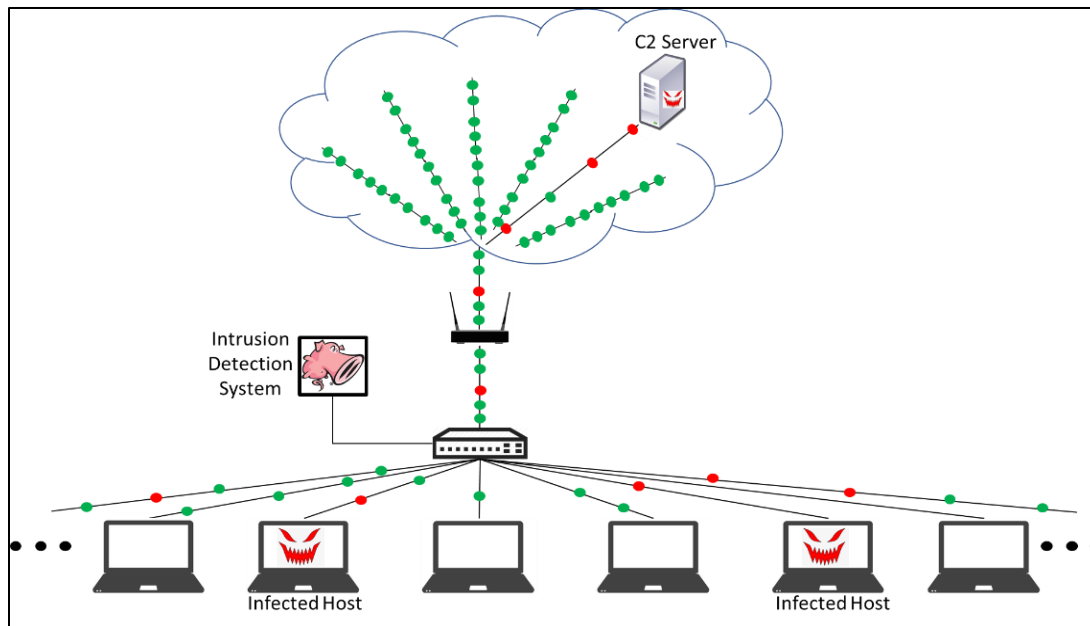 C2 Server
Intrusion
Detection
System
Infected Host
Infected Host